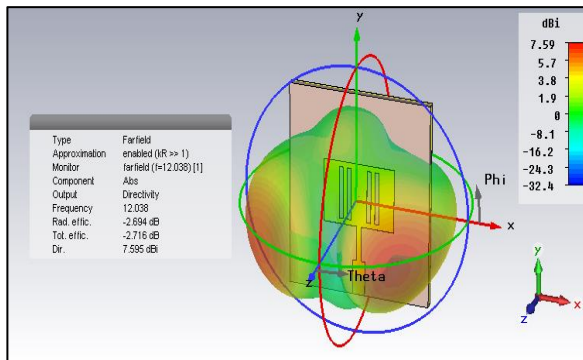 Type Farfield
Approximation enabled (kR >> 1)
Monitor farfield (f=12.038) [1]
Component Abs
Output Directivity
Frequency 12.038
Rad. effic. -2.694 dB
Tot. effic. -2.716 dB
Dir. 7.595 dBi
y
Phi
x
Theta
z
dBi
7.59
5.7
3.8
1.9
0
-8.1
-16.2
-24.3
-32.4
y
x
z